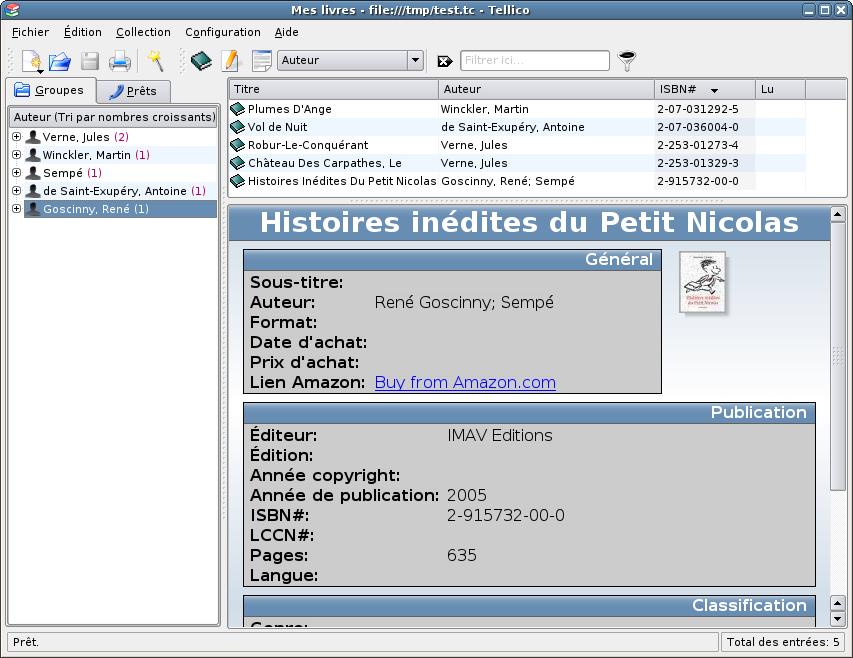 Mes livres - file:///tmp/test.tc - Tellico
Fichier Édition Collection Configuration Aide
Auteur Filtrer ici...
Groupes Prêts
Auteur (Tri par nombres croissants)
Verne, Jules (2)
Winckler, Martin (1)
Sempé (1)
de Saint-Exupéry, Antoine (1)
Goscinny, René (1)
Titre Auteur ISBN# Lu
Plumes D'Ange Winckler, Martin 2-07-031292-5
Vol de Nuit de Saint-Exupéry, Antoine 2-07-036004-0
Robur-Le-Conquérant Verne, Jules 2-253-01273-4
Château Des Carpathes, Le Verne, Jules 2-253-01329-3
Histoires Inédites Du Petit Nicolas Goscinny, René; Sempé 2-915732-00-0
Histoires inédites du Petit Nicolas
Général
Sous-titre:
Auteur: René Goscinny; Sempé
Format:
Date d'achat:
Prix d'achat:
Lien Amazon: Buy from Amazon.com
Publication
Éditeur: IMAV Editions
Édition:
Année copyright:
Année de publication: 2005
ISBN#: 2-915732-00-0
LCCN#:
Pages: 635
Langue:
Classification
Genre:
Prêt. Total des entrées: 5